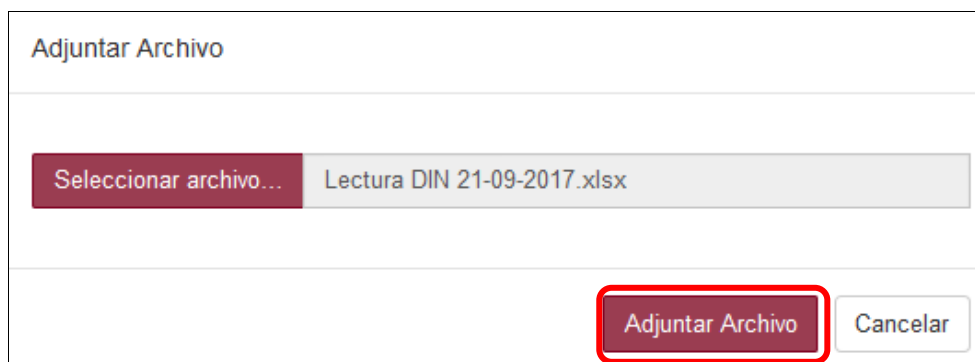 Adjuntar Archivo
Seleccionar archivo... Lectura DIN 21-09-2017.xlsx
Adjuntar Archivo Cancelar